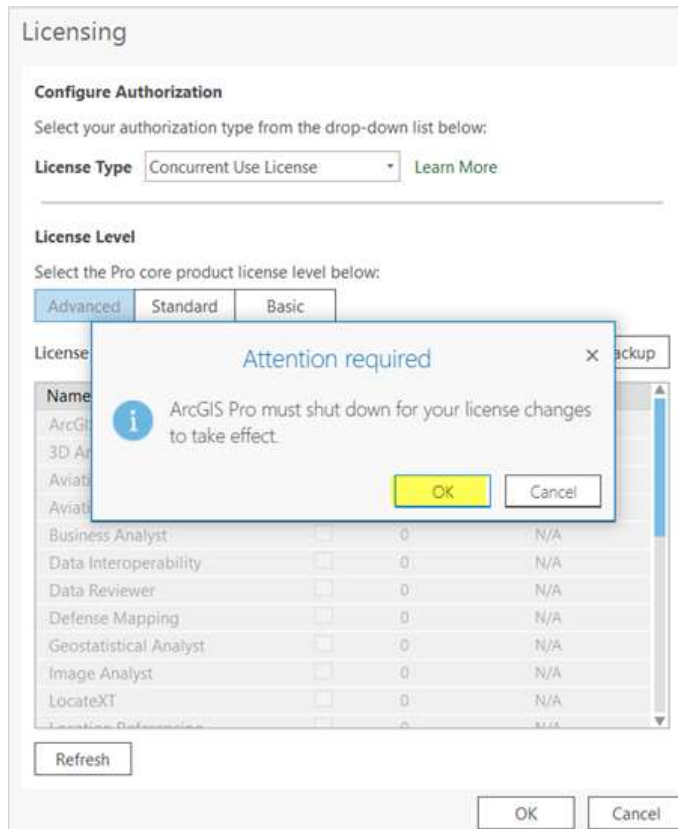 Licensing
Configure Authorization
Select your authorization type from the drop-down list below:
License Type Concurrent Use License Learn More
License Level
Select the Pro core product license level below:
Advanced Standard Basic
License
Attention required
ArcGIS Pro must shut down for your license changes
to take effect.
OK Cancel
Name
3D
Business Analyst 0 N/A
Data Interoperability 0 N/A
Data Reviewer 0 N/A
Defense Mapping 0 N/A
Geostatistical Analyst 0 N/A
Image Analyst 0 N/A
LocateXT 0 N/A
Refresh
OK Cancel